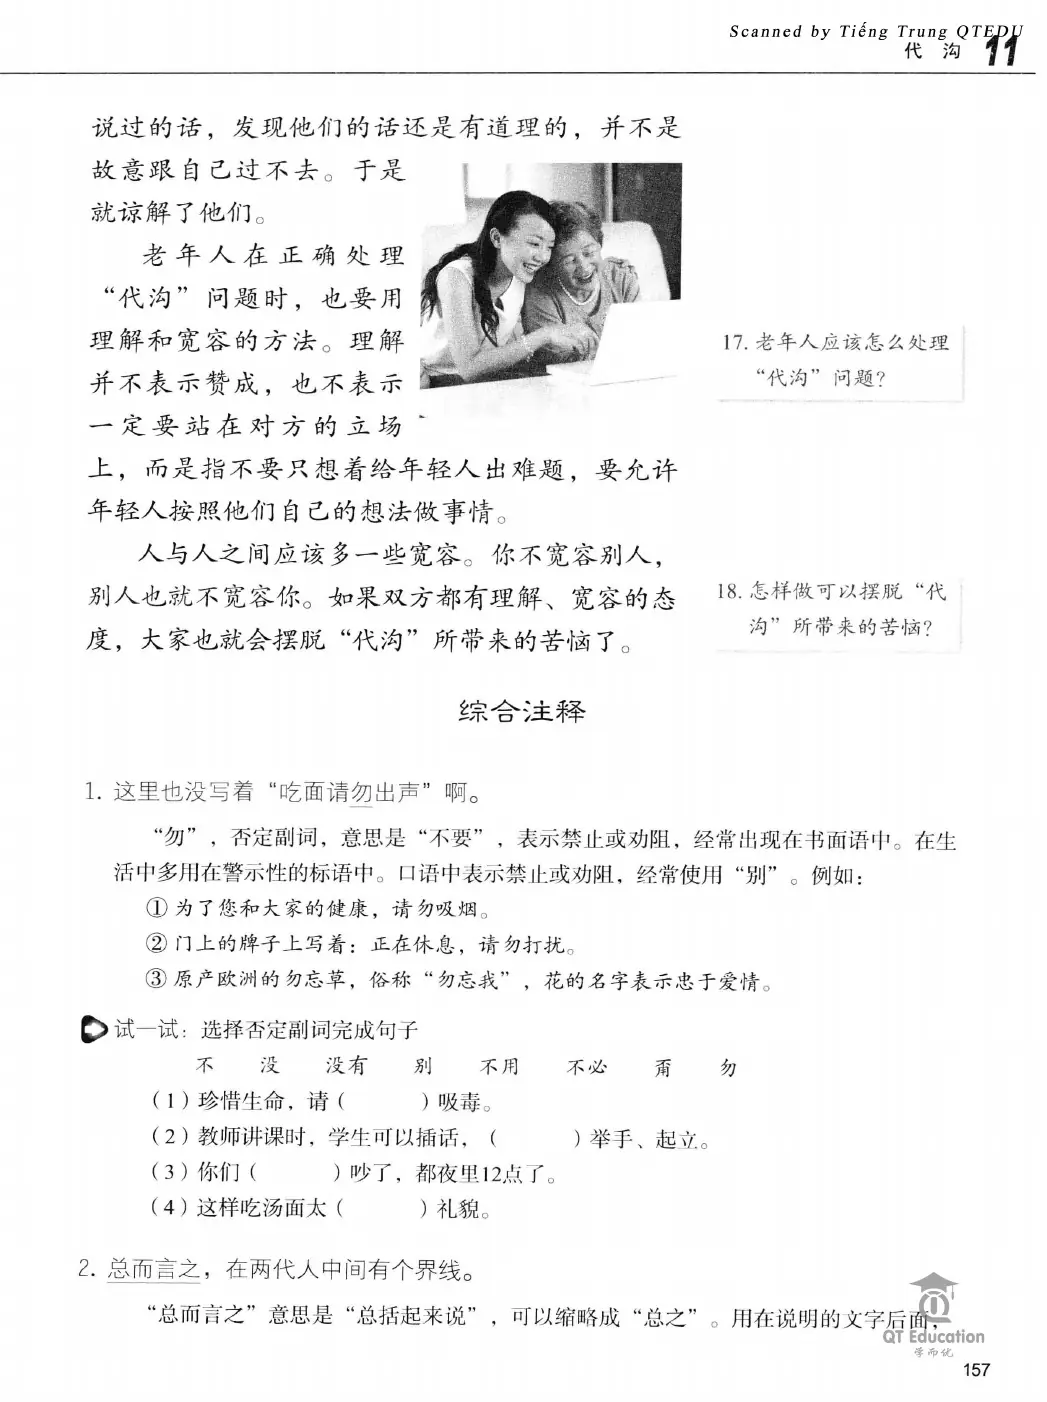 Scanned by Tiếng Trung QTEDU
代 沟 11
说过的话，发现他们的话还是有道理的，并不是
故意跟自己过不去。于是
就谅解了他们。
老年人在正确处理
“代沟”问题时，也要用
理解和宽容的方法。理解
并不表示赞成，也不表示
一定要站在对方的立场
上，而是指不要只想着给年轻人出难题，要允许
年轻人按照他们自己的想法做事情。
17. 老年人应该怎么处理
“代沟”问题？
人与人之间应该多一些宽容。你不宽容别人，
别人也就不宽容你。如果双方都有理解、宽容的态
度，大家也就会摆脱“代沟”所带来的苦恼了。
18. 怎样做可以摆脱“代
沟”所带来的苦恼？
综合注释
1. 这里也没写着“吃面请勿出声”啊。
“勿”，否定副词，意思是“不要”，表示禁止或劝阻，经常出现在书面语中。在生
活中多用在警示性的标语中。口语中表示禁止或劝阻，经常使用“别”。例如：
① 为了您和大家的健康，请勿吸烟。
② 门上的牌子上写着：正在休息，请勿打扰。
③ 原产欧洲的勿忘草，俗称“勿忘我”，花的名字表示忠于爱情。
试一试：选择否定副词完成句子
不 没 没有 别 不用 不必 甭 勿
（1）珍惜生命，请（ ）吸毒。
（2）教师讲课时，学生可以插话，（ ）举手、起立。
（3）你们（ ）吵了，都夜里12点了。
（4）这样吃汤面太（ ）礼貌。
2. 总而言之，在两代人中间有个界线。
“总而言之”意思是“总括起来说”，可以缩略成“总之”。用在说明的文字后面，
QT Education
学而优
157